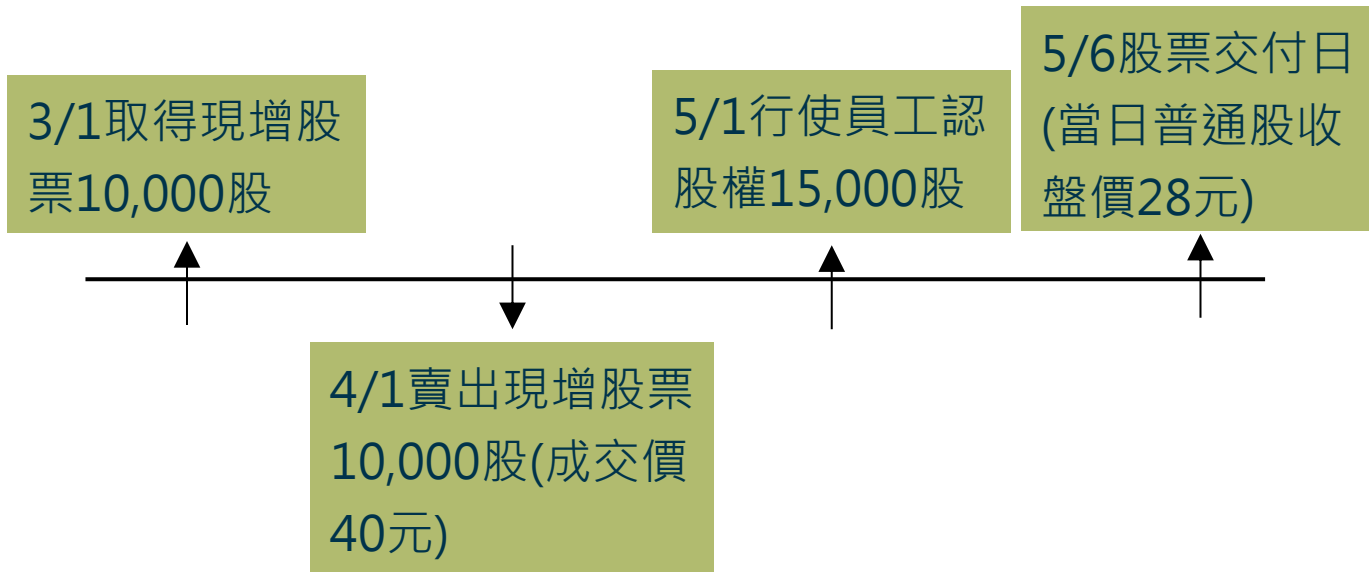 3/1取得現增股
票10,000股
4/1賣出現增股票
10,000股(成交價
40元)
5/1行使員工認
股權15,000股
5/6股票交付日
(當日普通股收
盤價28元)